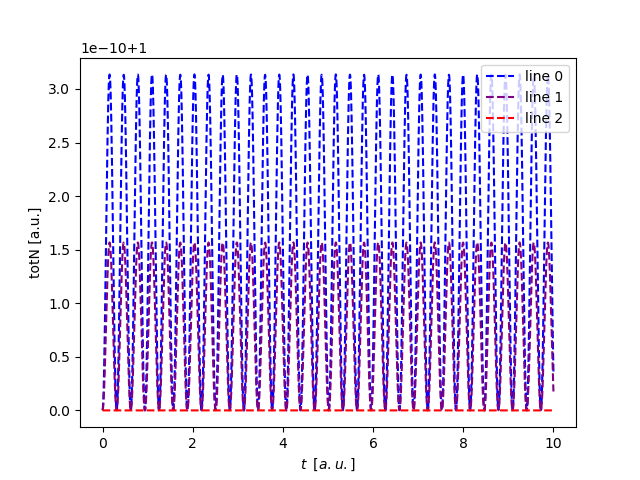 1e−10+1
3.0
2.5
2.0
1.5
1.0
0.5
0.0
totN [a.u.]
line 0
line 1
line 2
0 2 4 6 8 10
t [a.u.]